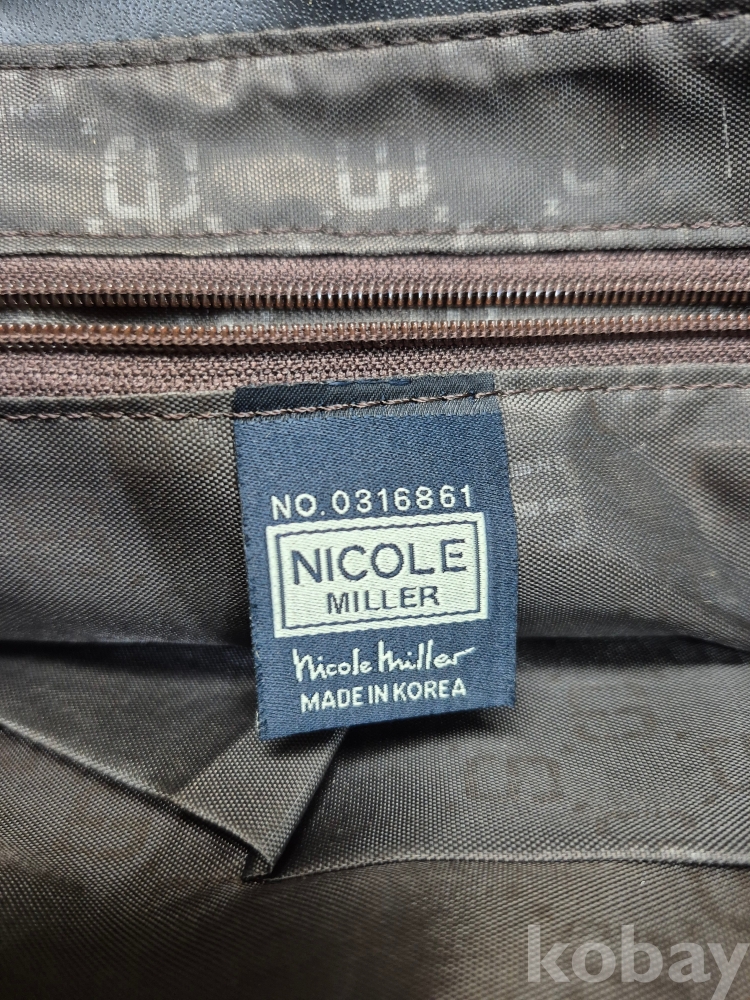 NO.0316861
NICOLE
MILLER
Nicole Miller
MADE IN KOREA
kobay